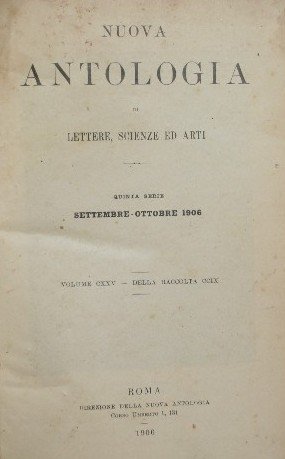 NUOVA
ANTOLOGIA
DI
LETTERE, SCIENZE ED ARTI
QUINTA SERIE
SETTEMBRE-OTTOBRE 1906
VOLUME CXXV — DELLA RACCOLTA CCIX
ROMA
DIREZIONE DELLA NUOVA ANTOLOGIA
CORSO UMBERTO I, 131
1906